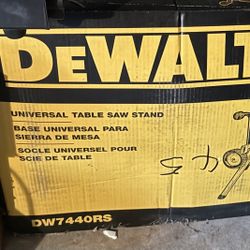 DEWALT
UNIVERSAL TABLE SAW STAND
BASE UNIVERSAL PARA
SIERRA DE MESA
SOCLE UNIVERSEL POUR
SCIE DE TABLE
DW7440RS